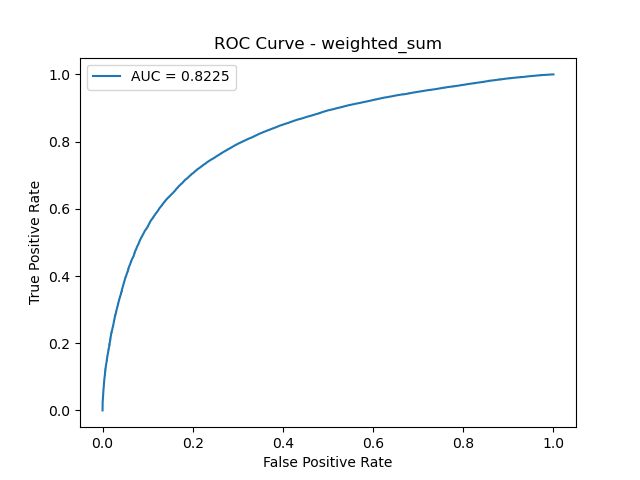 ROC Curve - weighted_sum
AUC = 0.8225
True Positive Rate
1.0
0.8
0.6
0.4
0.2
0.0
0.0 0.2 0.4 0.6 0.8 1.0
False Positive Rate